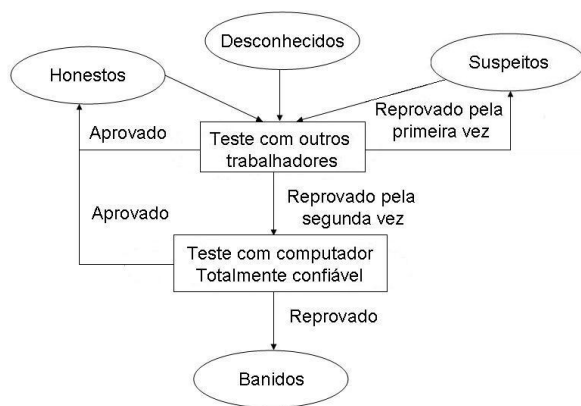 Desconhecidos
Honestos
Suspeitos
Aprovado
Teste com outros
trabalhadores
Reprovado pela
primeira vez
Aprovado
Reprovado pela
segunda vez
Teste com computador
Totalmente confiável
Reprovado
Banidos